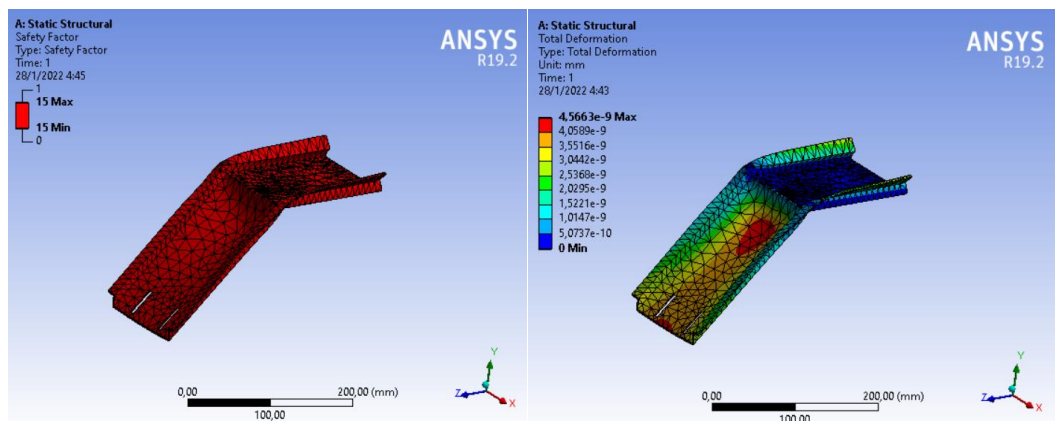 A: Static Structural
Safety Factor
Type: Safety Factor
Time: 1
28/1/2022 4:45
1
15 Max
15 Min
0
ANSYS
R19.2
0,00
200,00 (mm)
100,00
Y
Z
X
A: Static Structural
Total Deformation
Type: Total Deformation
Unit: mm
Time: 1
28/1/2022 4:43
4,5663e-9 Max
4,0589e-9
3,5516e-9
3,0442e-9
2,5368e-9
2,0295e-9
1,5221e-9
1,0147e-9
5,0737e-10
0 Min
ANSYS
R19.2
0,00
200,00 (mm)
100,00
Y
Z
X